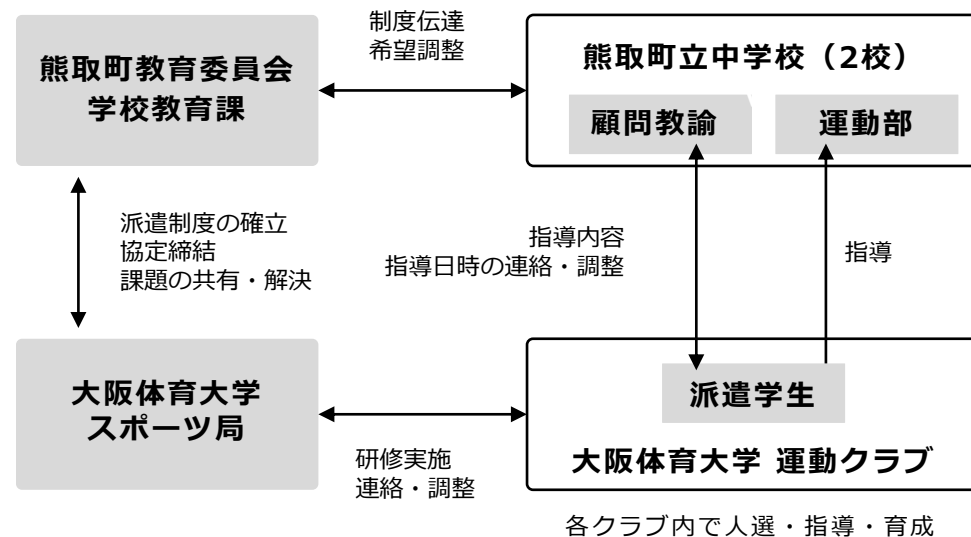 制度伝達
希望調整
熊取町教育委員会
学校教育課
熊取町立中学校（2校）
顧問教諭
運動部
派遣制度の確立
協定締結
課題の共有・解決
指導内容
指導日時の連絡・調整
指導
大阪体育大学
スポーツ局
派遣学生
大阪体育大学 運動クラブ
研修実施
連絡・調整
各クラブ内で人選・指導・育成